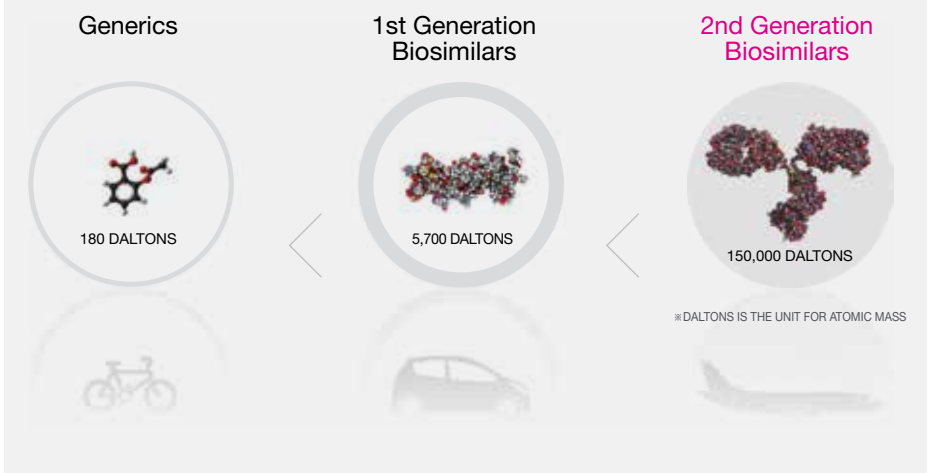 Generics
1st Generation
Biosimilars
2nd Generation
Biosimilars
180 DALTONS
5,700 DALTONS
150,000 DALTONS
※DALTONS IS THE UNIT FOR ATOMIC MASS